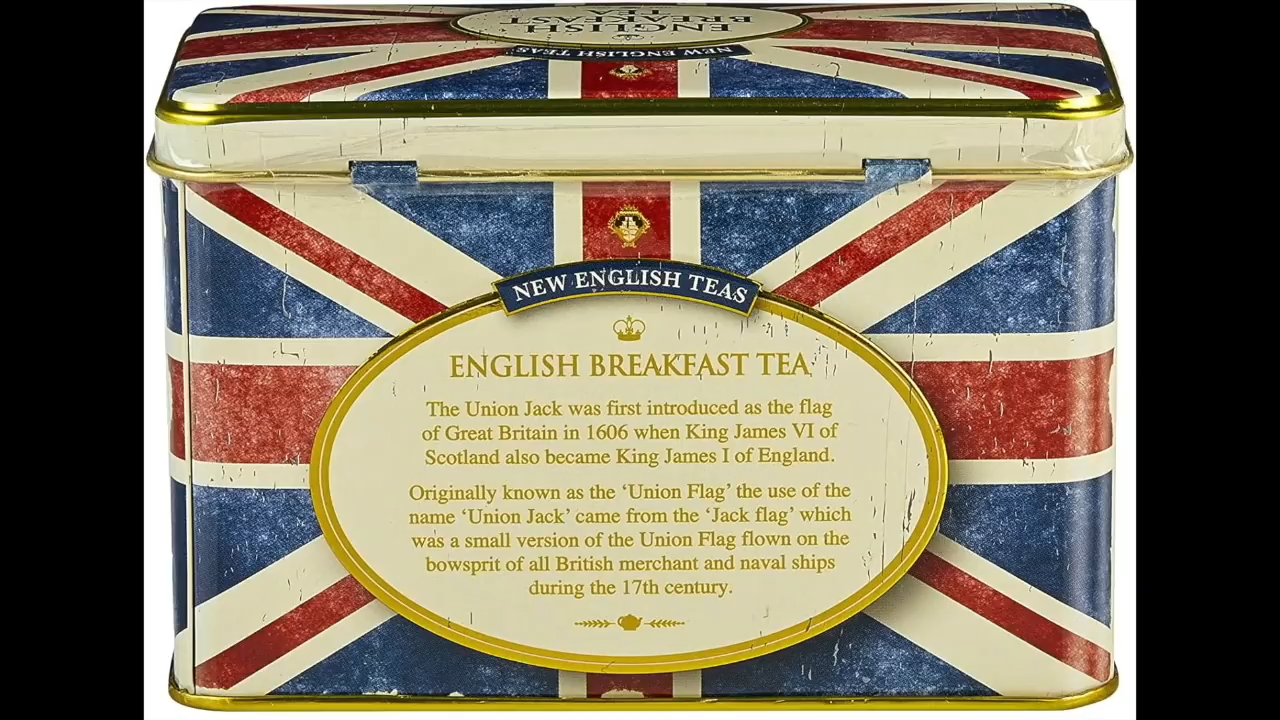 ENGLISH
BREAKFAST
TEA
NEW ENGLISH TEAS
NEW ENGLISH TEAS
ENGLISH BREAKFAST TEA
The Union Jack was first introduced as the flag
of Great Britain in 1606 when King James VI of
Scotland also became King James I of England.
Originally known as the ‘Union Flag’ the use of the
name ‘Union Jack’ came from the ‘Jack flag’ which
was a small version of the Union Flag flown on the
bowsprit of all British merchant and naval ships
during the 17th century.